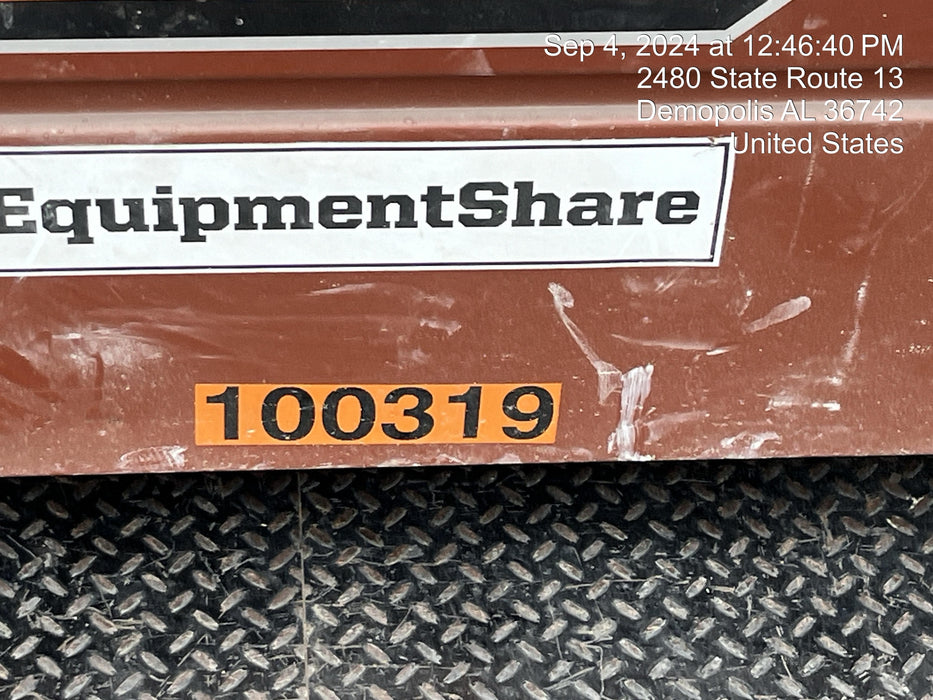 Sep 4, 2024 at 12:46:40 PM
2480 State Route 13
Demopolis AL 36742
United States
EquipmentShare
100319